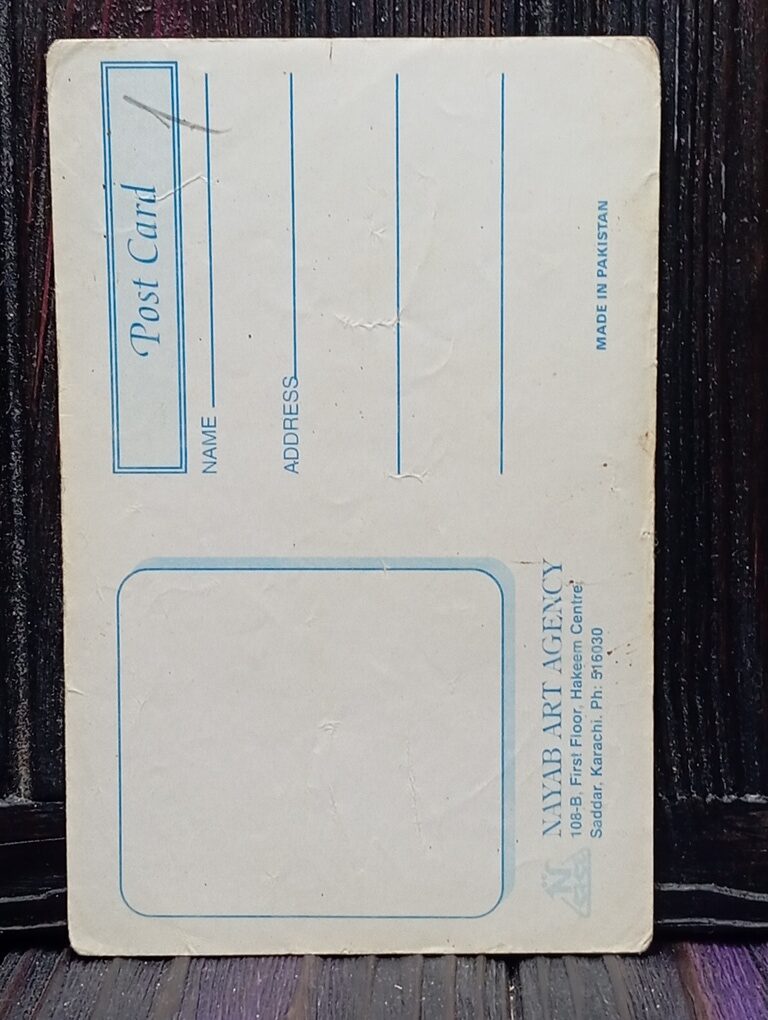 Post Card
NAME
ADDRESS
MADE IN PAKISTAN
NAYAB ART AGENCY
108-B, First Floor, Hakeem Centre,
Saddar, Karachi. Ph: 516030
N